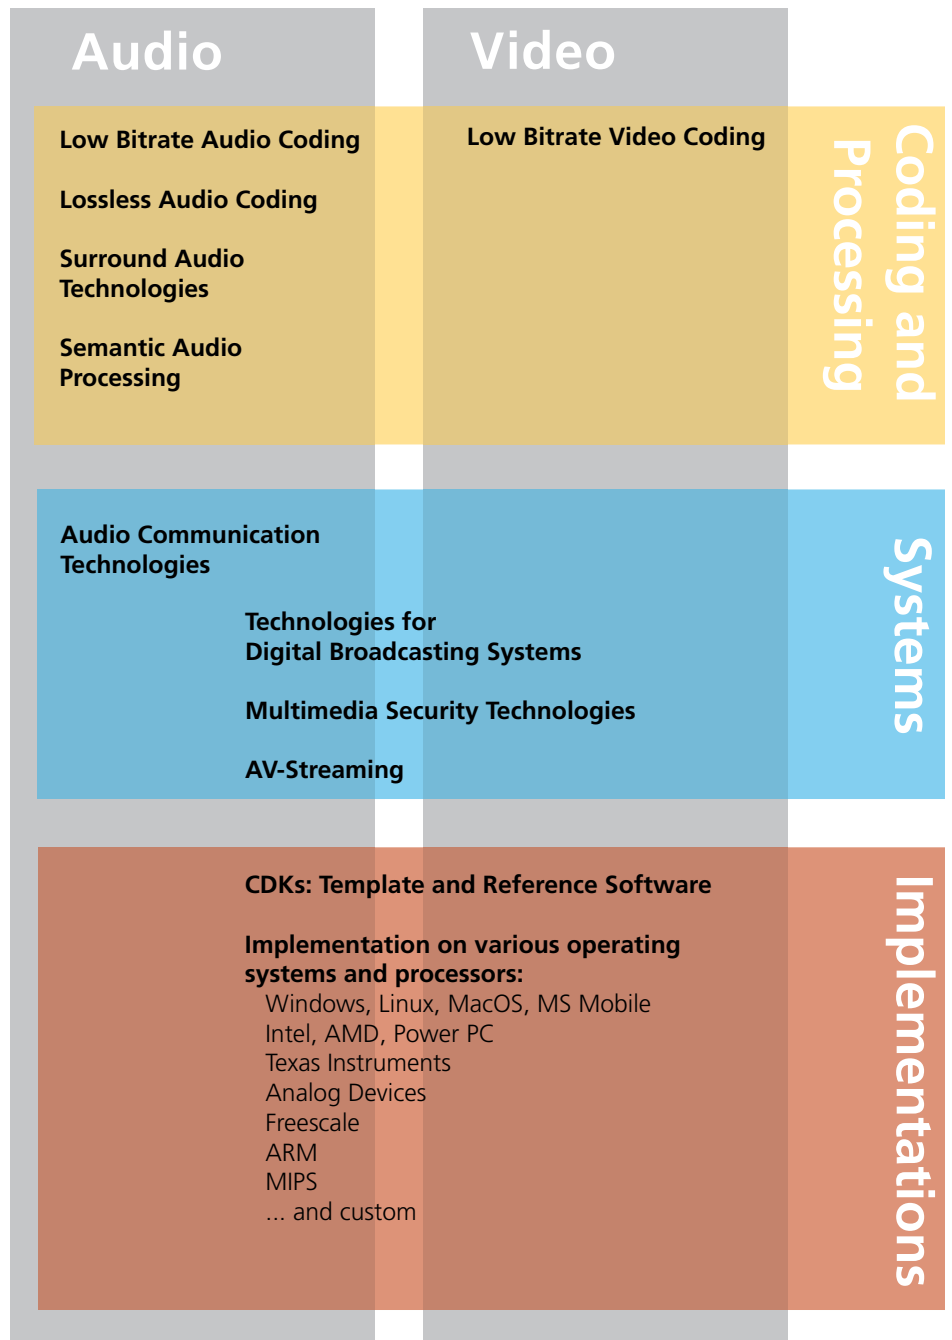 Audio
Video
Low Bitrate Audio Coding
Lossless Audio Coding
Surround Audio
Technologies
Semantic Audio
Processing
Low Bitrate Video Coding
Coding and
Processing
Audio Communication
Technologies
Technologies for
Digital Broadcasting Systems
Multimedia Security Technologies
AV-Streaming
Systems
CDKs: Template and Reference Software
Implementation on various operating
systems and processors:
Windows, Linux, MacOS, MS Mobile
Intel, AMD, Power PC
Texas Instruments
Analog Devices
Freescale
ARM
MIPS
... and custom
Implementations